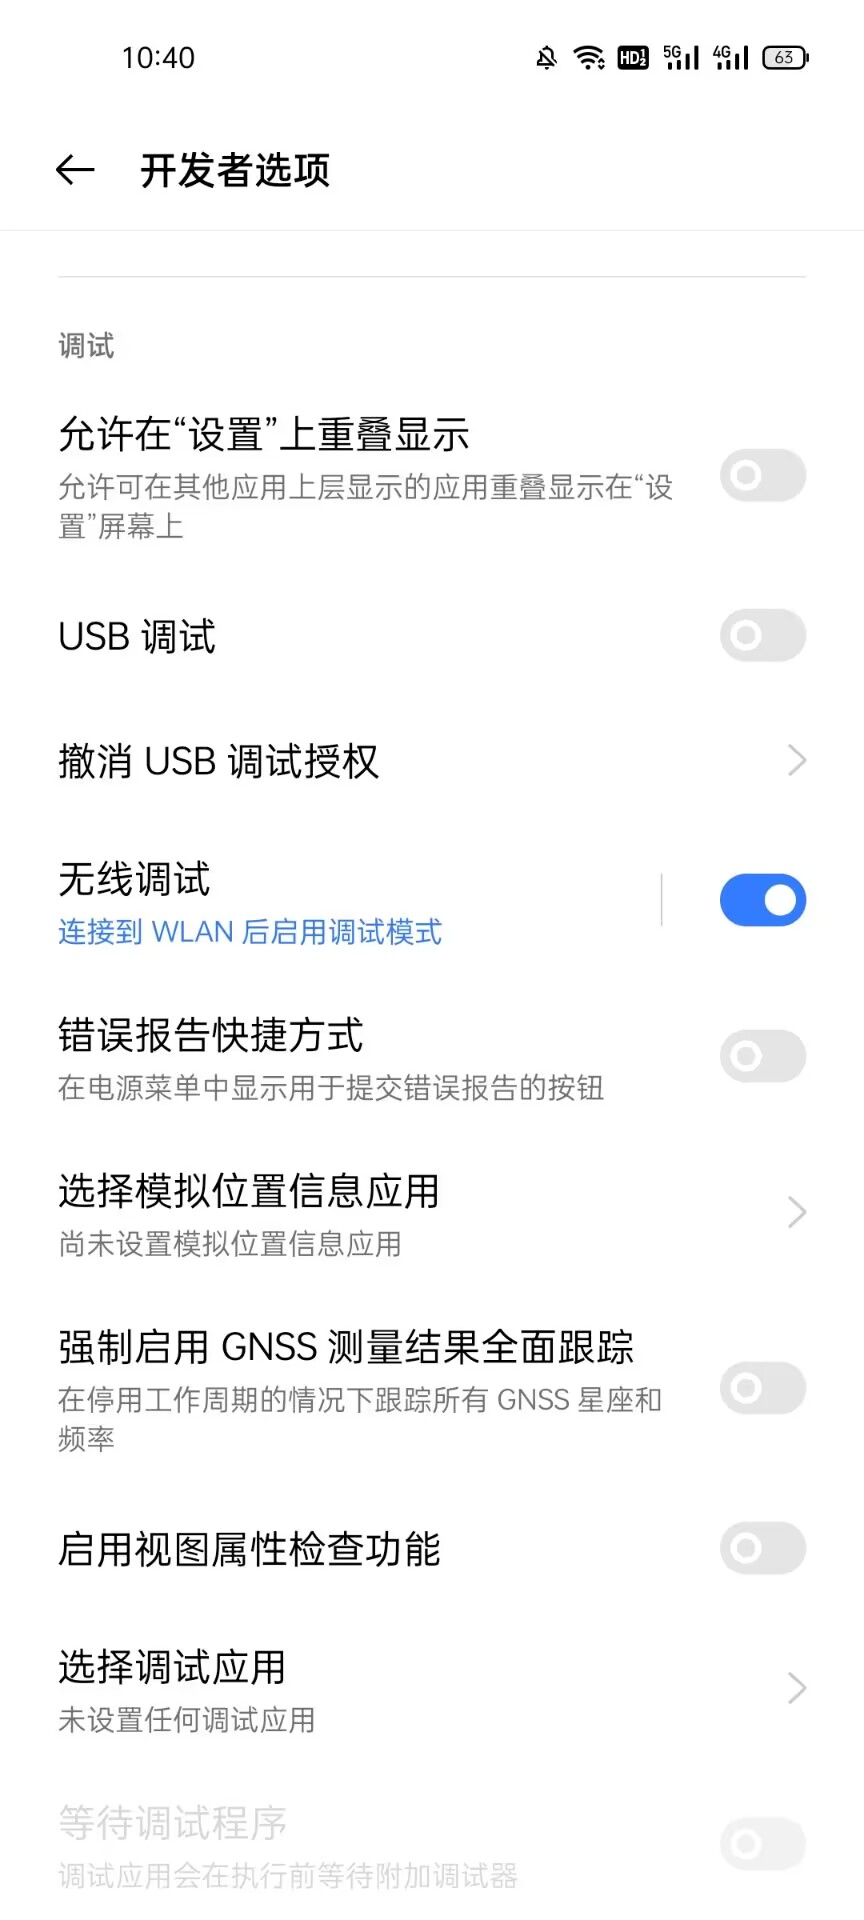 10:40
HD1 2 5G 4G 63
开发者选项
调试
允许在“设置”上重叠显示
允许可在其他应用上层显示的应用重叠显示在“设
置”屏幕上
USB 调试
撤消 USB 调试授权
无线调试
连接到 WLAN 后启用调试模式
错误报告快捷方式
在电源菜单中显示用于提交错误报告的按钮
选择模拟位置信息应用
尚未设置模拟位置信息应用
强制启用 GNSS 测量结果全面跟踪
在停用工作周期的情况下跟踪所有 GNSS 星座和
频率
启用视图属性检查功能
选择调试应用
未设置任何调试应用
等待调试程序
调试应用会在执行前等待附加调试器